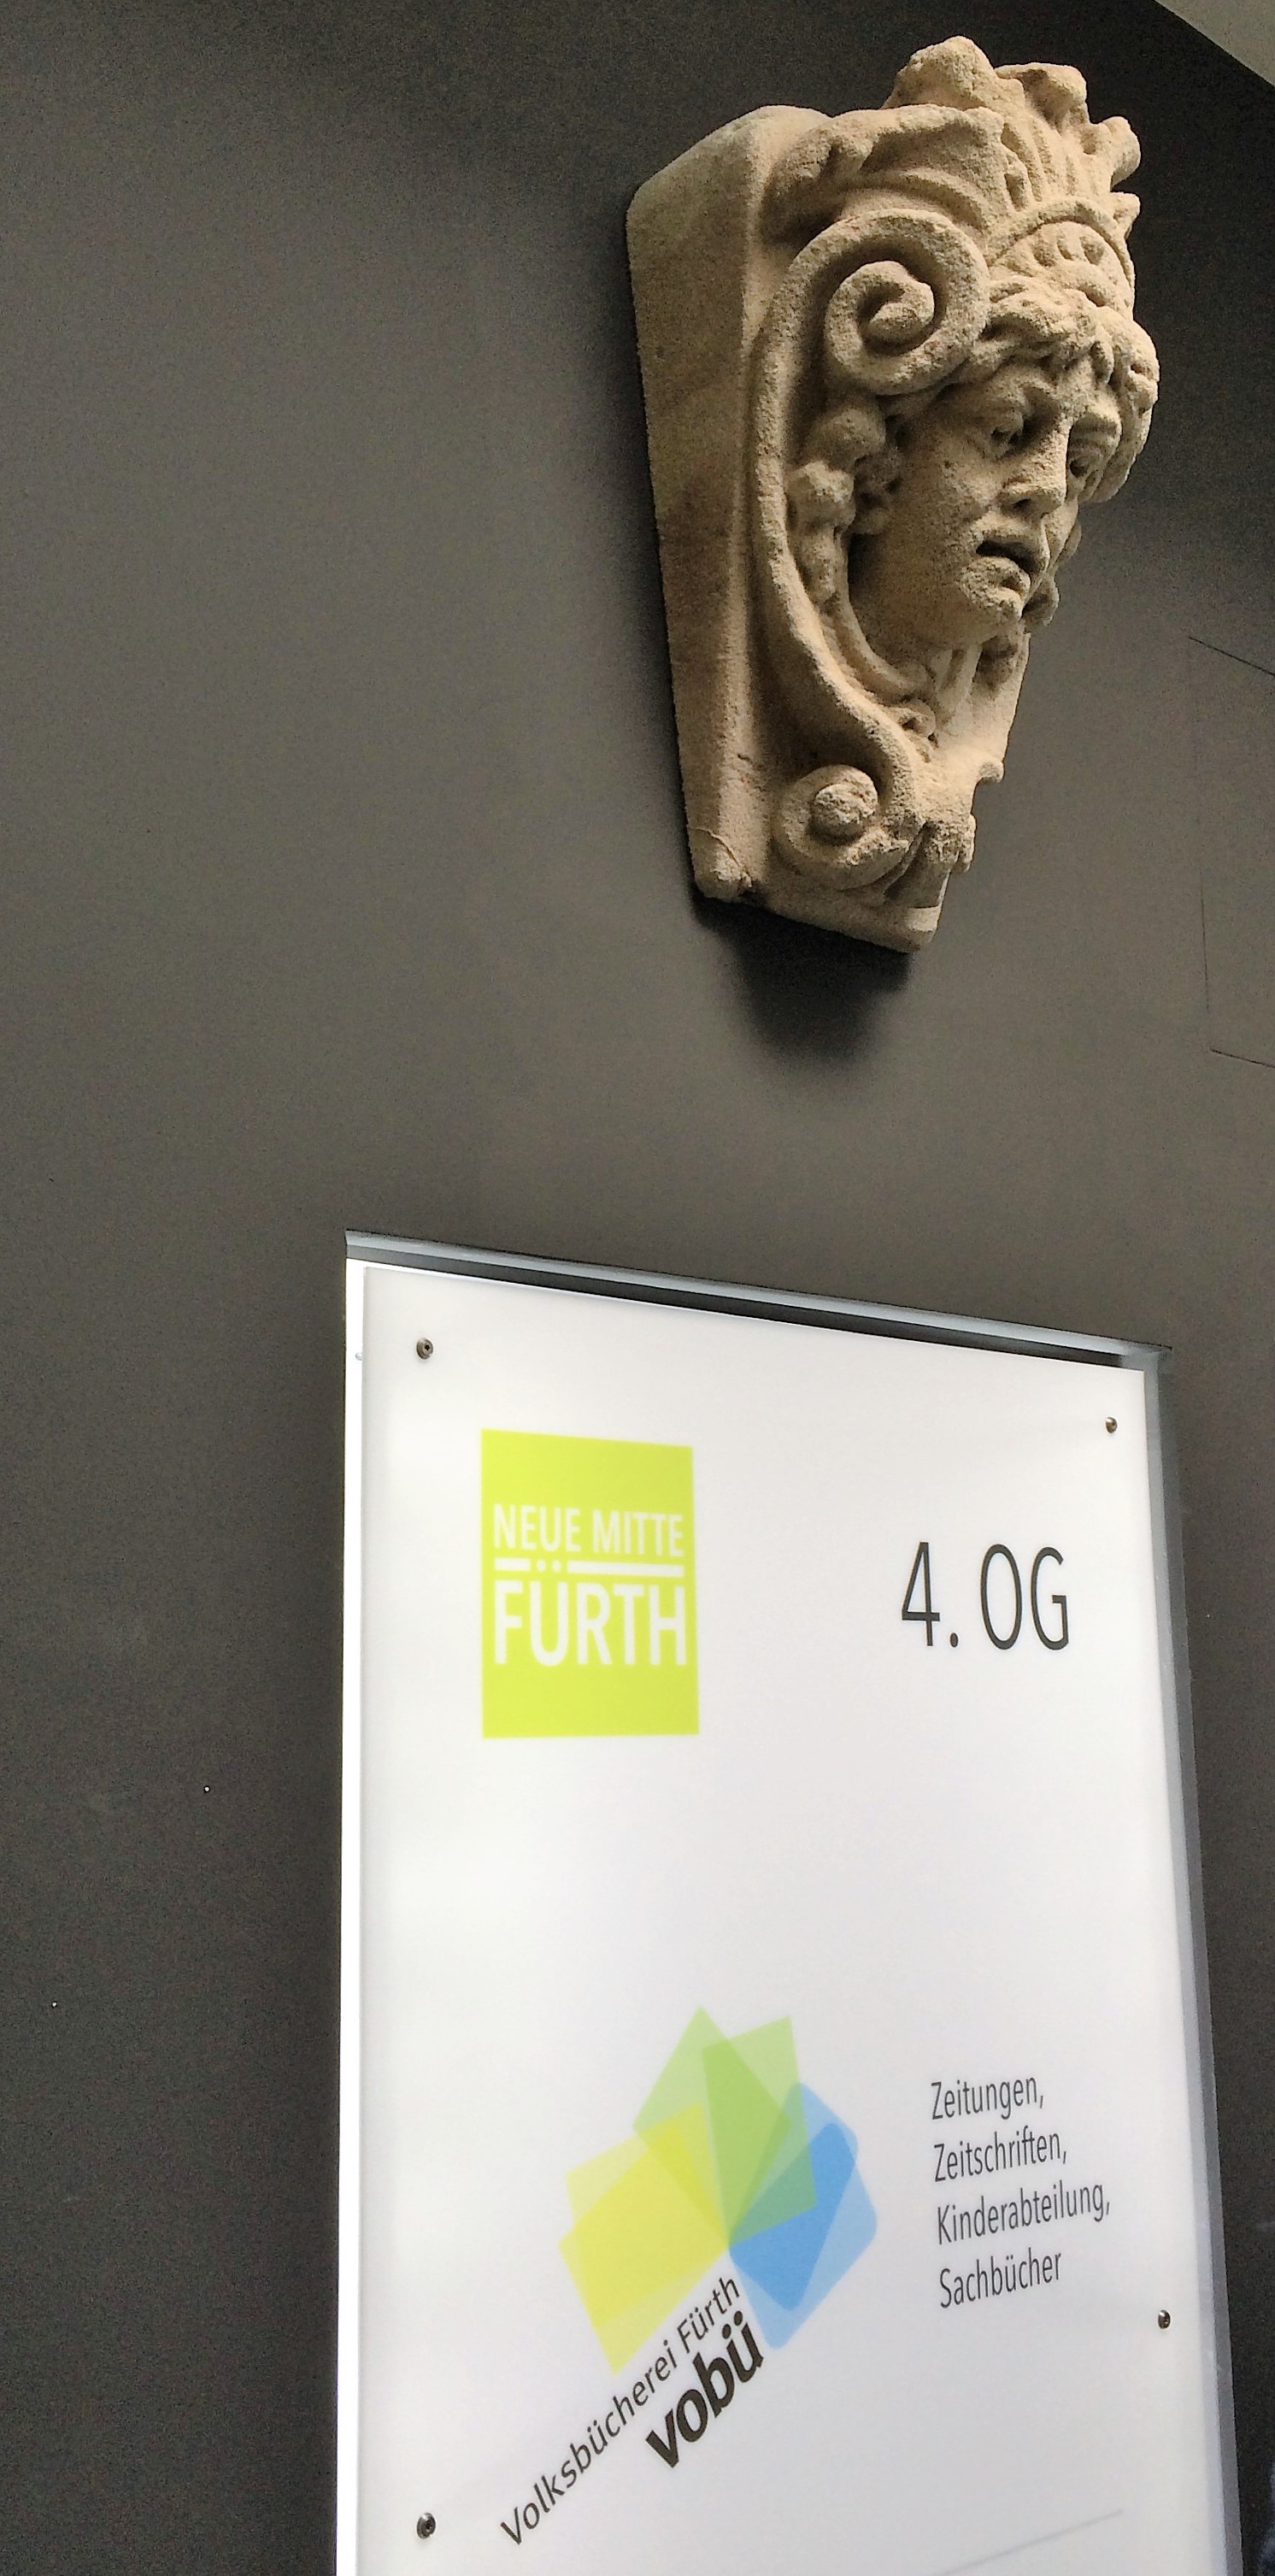 NEUE MITTE
FÜRTH
4. OG
Zeitungen,
Zeitschriften,
Kinderabteilung,
Sachbücher
Volksbücherei Fürth
vobü